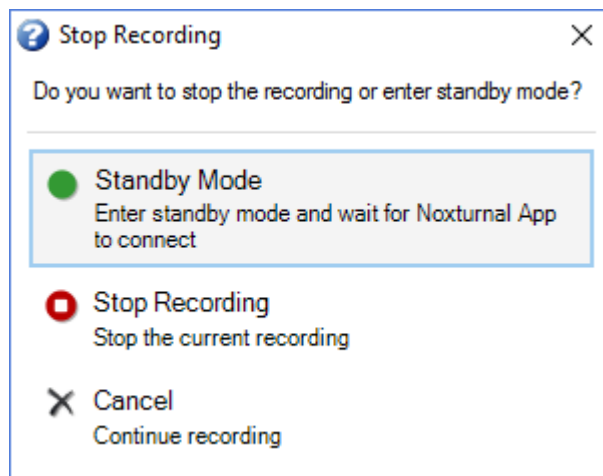 Stop Recording
Do you want to stop the recording or enter standby mode?
Standby Mode
Enter standby mode and wait for Noxturnal App
to connect
Stop Recording
Stop the current recording
Cancel
Continue recording